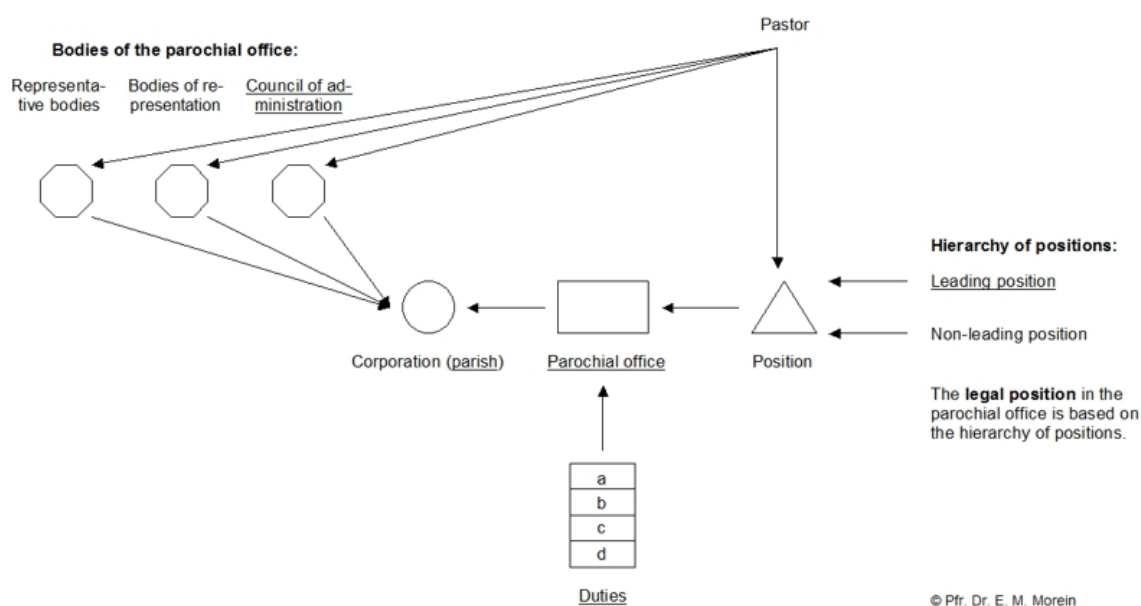 Pastor
Bodies of the parochial office:
Representa-
tive bodies
Bodies of re-
presentation
Council of ad-
ministration
Hierarchy of positions:
Leading position
Non-leading position
Corporation (parish)
Parochial office
Position
The legal position in the
parochial office is based on
the hierarchy of positions.
a
b
c
d
Duties
© Pfr. Dr. E. M. Morein